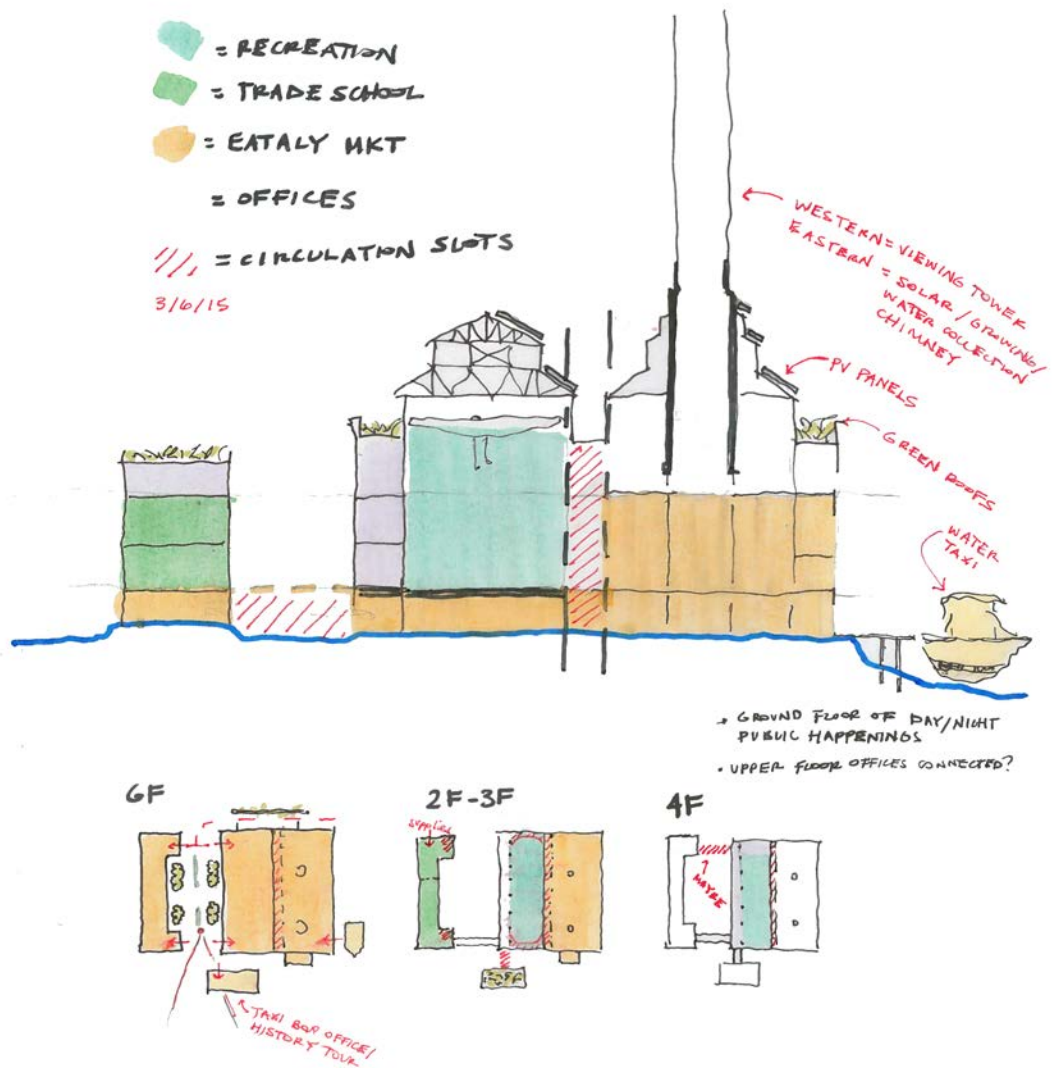 = RECREATION
= TRADE SCHOOL
= EATALY MKT
= OFFICES
= CIRCULATION SLOTS
3/6/15
WESTERN = VIEWING TOWER
EASTERN = SOLAR / GROWING /
WATER COLLECTION
CHIMNEY
PV PANELS
GREEN ROOFS
WATER
TAXI
GROUND FLOOR OF DAY/NIGHT
PUBLIC HAPPENINGS
• UPPER FLOOR OFFICES CONNECTED?
GF
2F-3F
4F
supplies
MAYBE
TAXI BOX OFFICE/
HISTORY TOUR